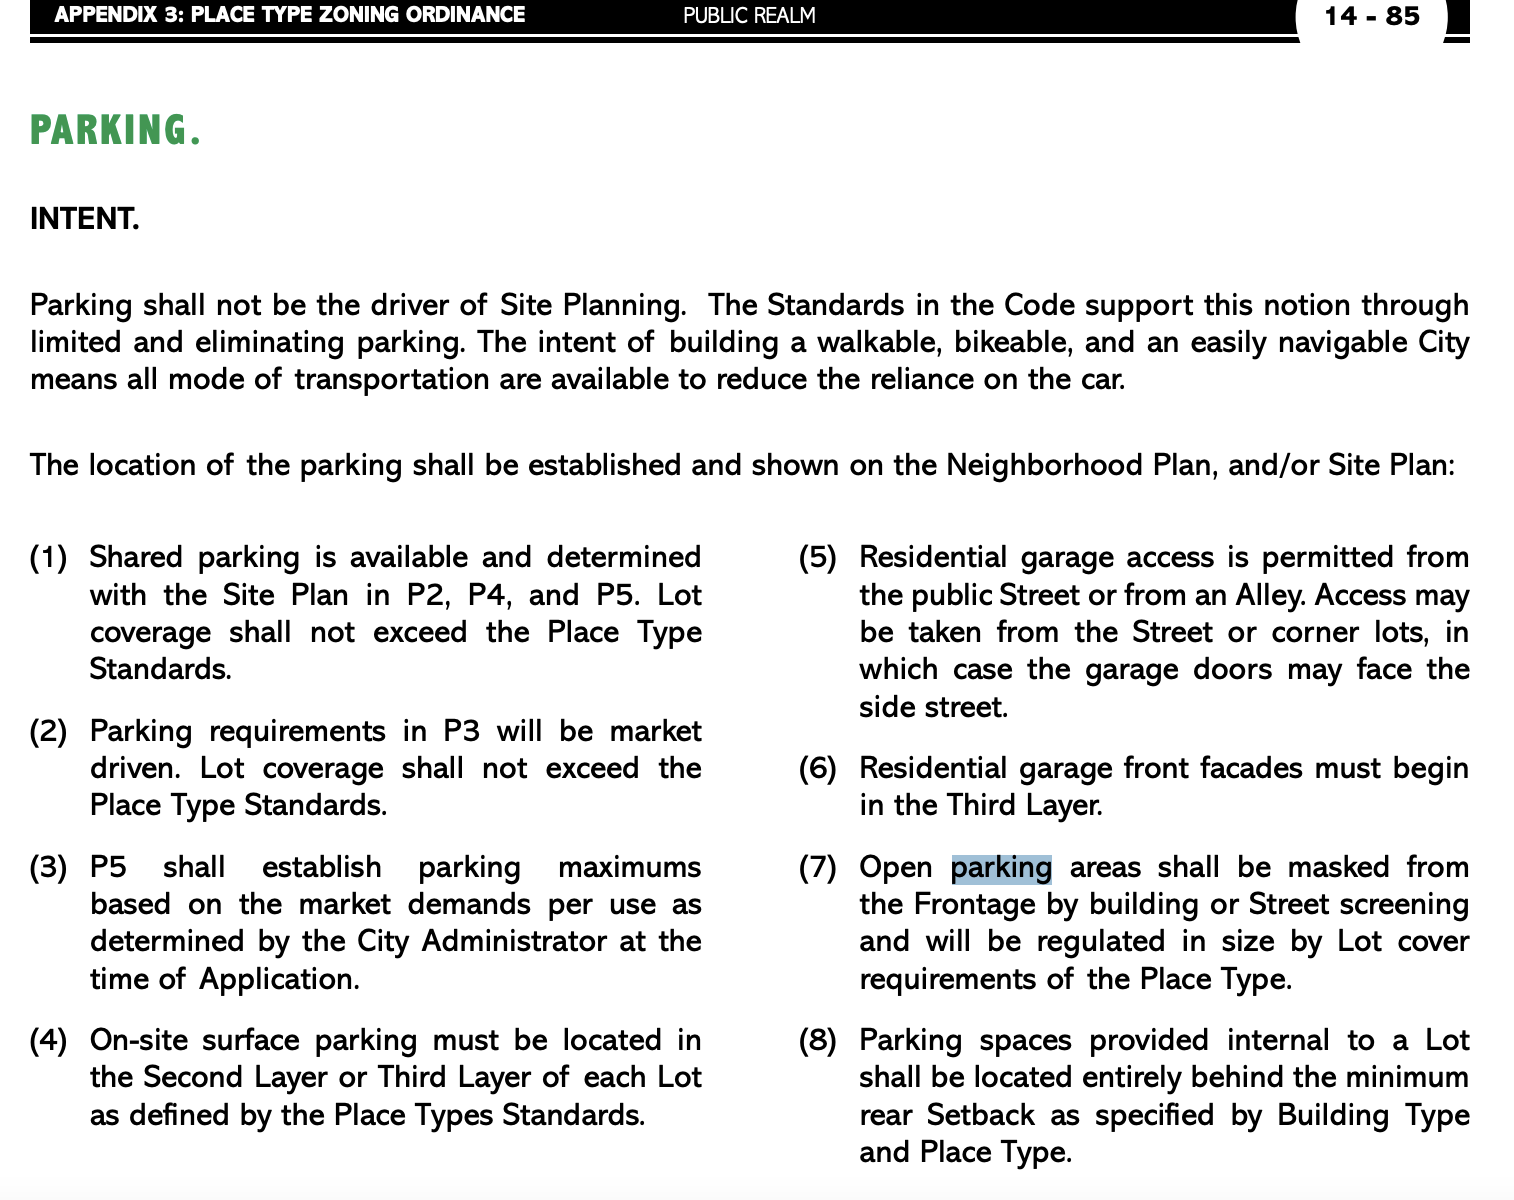 APPENDIX 3: PLACE TYPE ZONING ORDINANCE
PUBLIC REALM
14 - 85
PARKING.
INTENT.
Parking shall not be the driver of Site Planning. The Standards in the Code support this notion through
limited and eliminating parking. The intent of building a walkable, bikeable, and an easily navigable City
means all mode of transportation are available to reduce the reliance on the car.
The location of the parking shall be established and shown on the Neighborhood Plan, and/or Site Plan:
(1) Shared parking is available and determined
with the Site Plan in P2, P4, and P5. Lot
coverage shall not exceed the Place Type
Standards.
(2) Parking requirements in P3 will be market
driven. Lot coverage shall not exceed the
Place Type Standards.
(3) P5 shall establish parking maximums
based on the market demands per use as
determined by the City Administrator at the
time of Application.
(4) On-site surface parking must be located in
the Second Layer or Third Layer of each Lot
as defined by the Place Types Standards.
(5) Residential garage access is permitted from
the public Street or from an Alley. Access may
be taken from the Street or corner lots, in
which case the garage doors may face the
side street.
(6) Residential garage front facades must begin
in the Third Layer.
(7) Open parking areas shall be masked from
the Frontage by building or Street screening
and will be regulated in size by Lot cover
requirements of the Place Type.
(8) Parking spaces provided internal to a Lot
shall be located entirely behind the minimum
rear Setback as specified by Building Type
and Place Type.